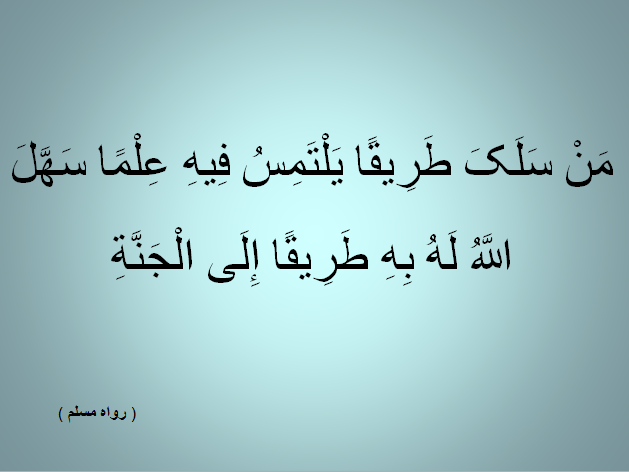 مَنْ سَلَکَ طَرِيقًا يَلْتَمِسُ فِيهِ عِلْمًا سَهَّلَ
اللَّهُ لَهُ بِهِ طَرِيقًا إِلَى الْجَنَّةِ
( رواه مسلم )